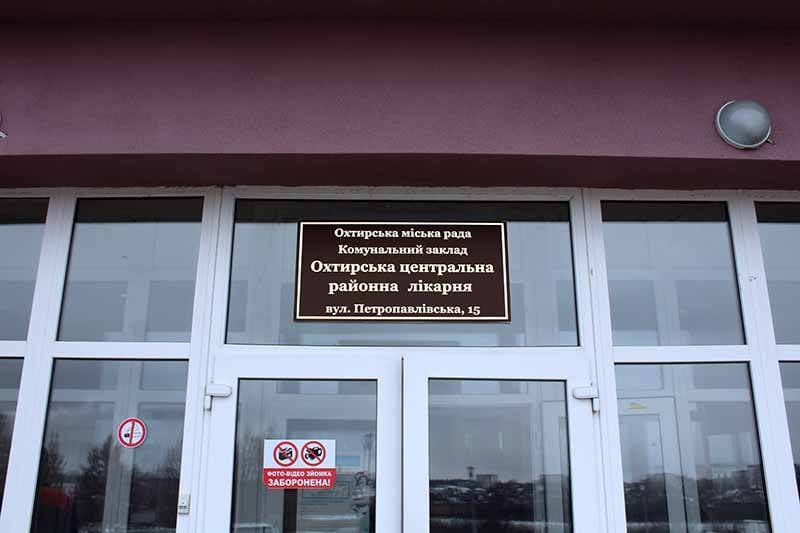 Охтирська міська рада
Комунальний заклад
Охтирська центральна
районна лікарня
вул. Петропавлівська, 15
ФОТО-ВІДЕО ЗЙОМКА
ЗАБОРОНЕНА!